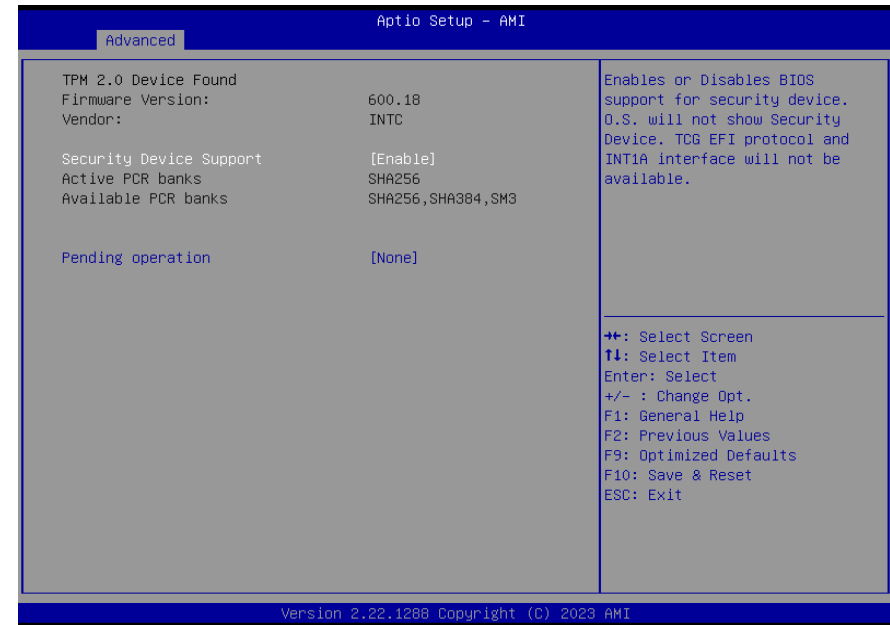 Aptio Setup – AMI
Advanced
TPM 2.0 Device Found
Firmware Version: 600.18
Vendor: INTC
Security Device Support [Enable]
Active PCR banks SHA256
Available PCR banks SHA256,SHA384,SM3
Pending operation [None]
Enables or Disables BIOS
support for security device.
O.S. will not show Security
Device. TCG EFI protocol and
INT1A interface will not be
available.
→←: Select Screen
↑↓: Select Item
Enter: Select
+/- : Change Opt.
F1: General Help
F2: Previous Values
F9: Optimized Defaults
F10: Save & Reset
ESC: Exit
Version 2.22.1288 Copyright (C) 2023 AMI